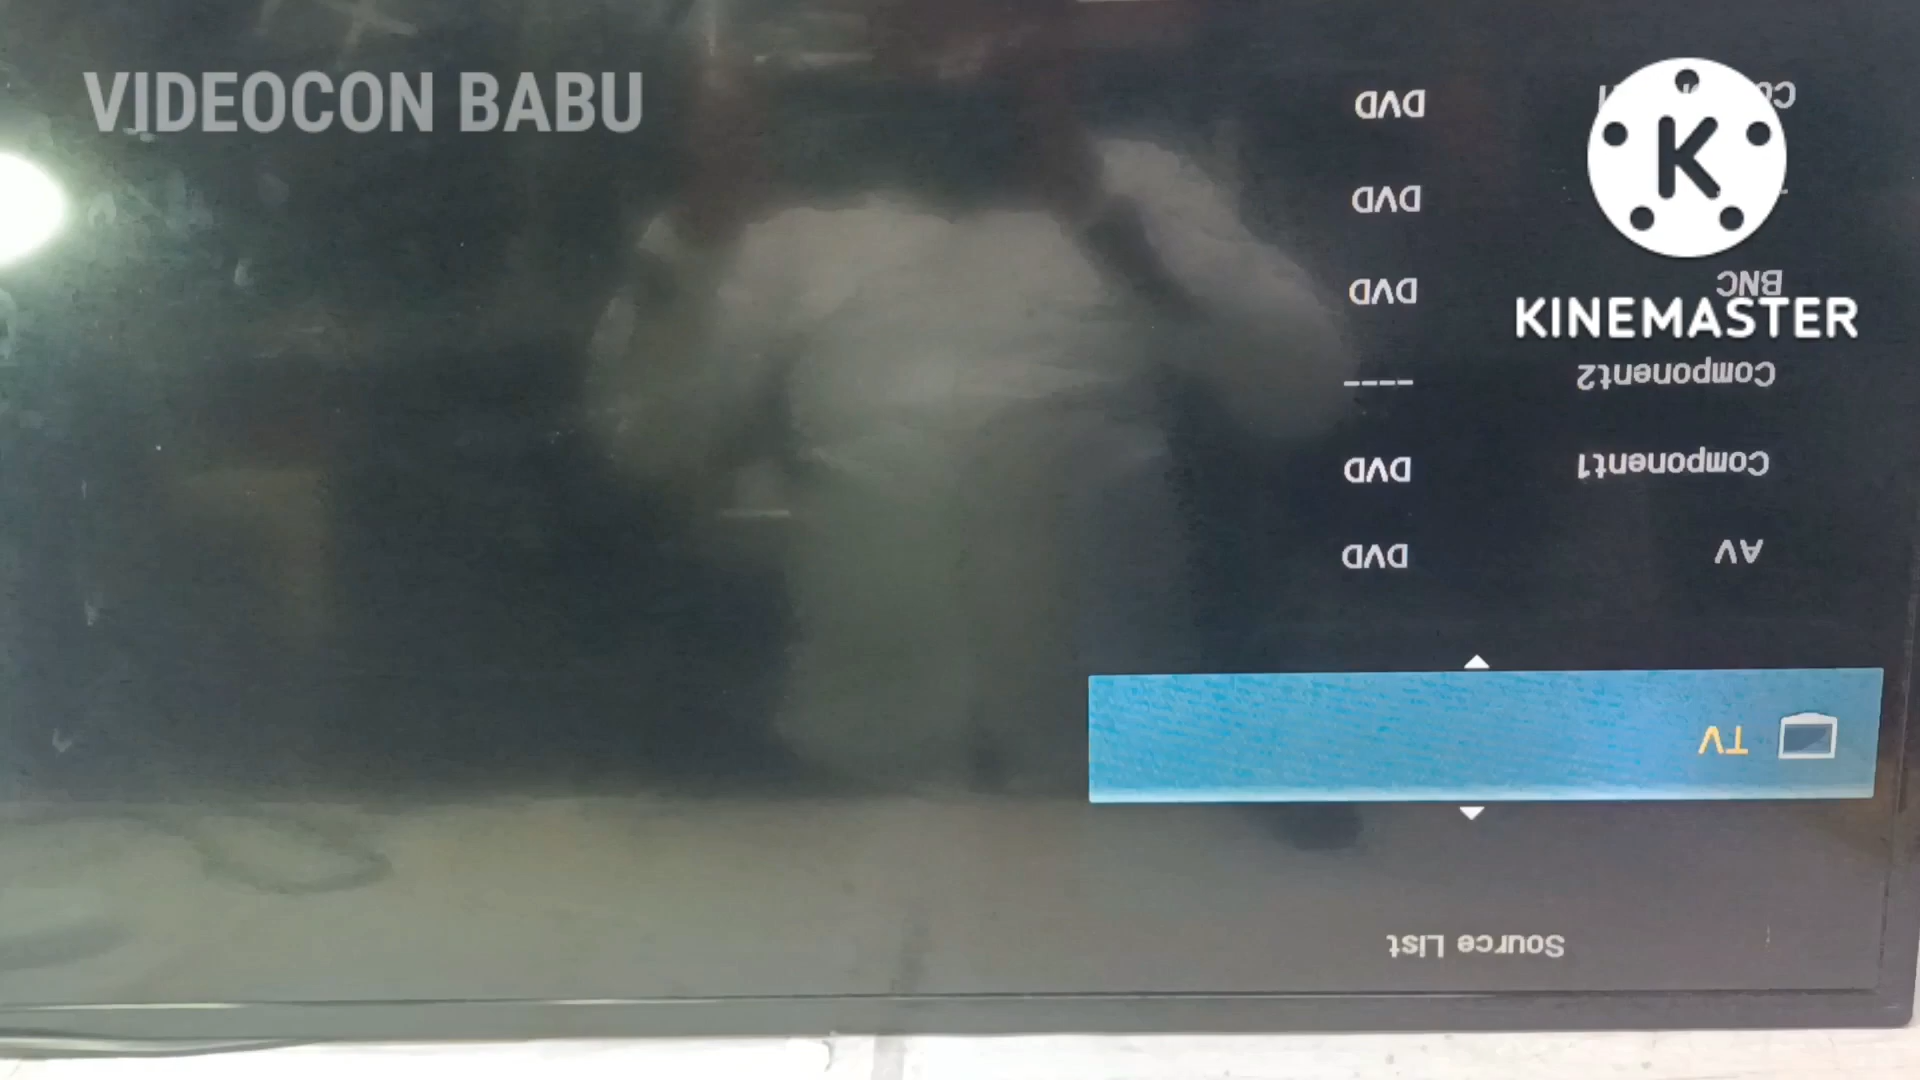 VIDEOCON BABU
K
KINEMASTER
Source List
TV
AV DVD
Component1 DVD
Component2 ----
BNC DVD
DVD
DVD